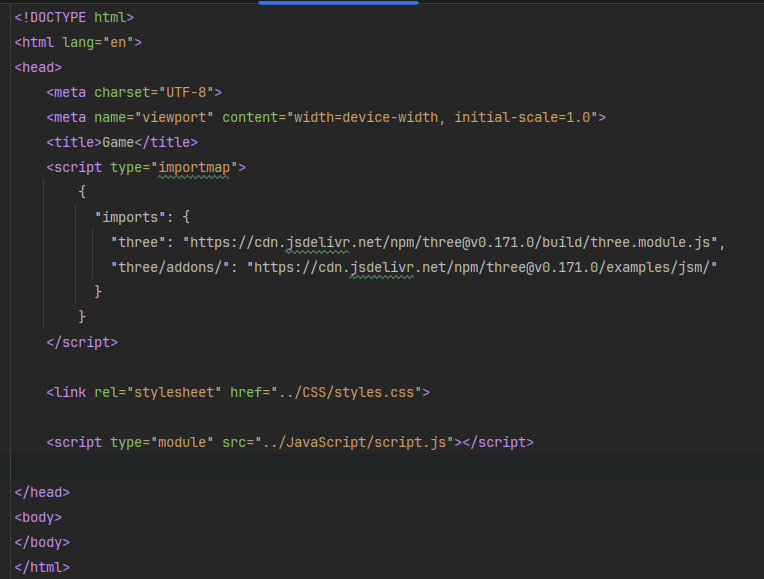 <!DOCTYPE html>
<html lang="en">
<head>
    <meta charset="UTF-8">
    <meta name="viewport" content="width=device-width, initial-scale=1.0">
    <title>Game</title>
    <script type="importmap">
        {
          "imports": {
            "three": "https://cdn.jsdelivr.net/npm/three@v0.171.0/build/three.module.js",
            "three/addons/": "https://cdn.jsdelivr.net/npm/three@v0.171.0/examples/jsm/"
          }
        }
    </script>

    <link rel="stylesheet" href="../CSS/styles.css">

    <script type="module" src="../JavaScript/script.js"></script>

</head>
<body>
</body>
</html>